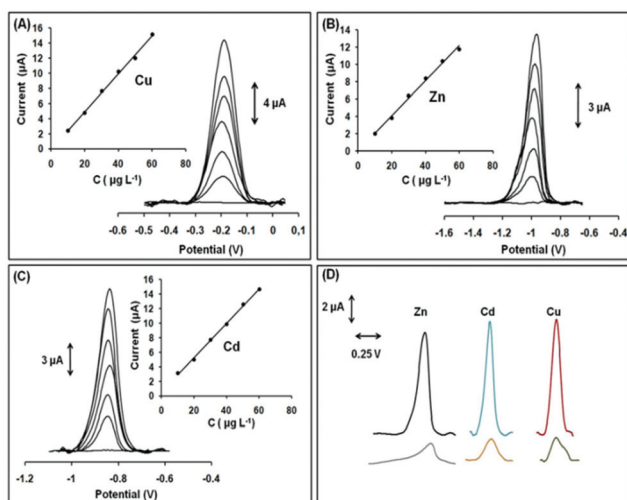 (A)
16
14
12
10
8
6
4
2
0
Current (µA)
Cu
0 20 40 60 80
C ( µg L-1)
4 µA
-0.6 -0.5 -0.4 -0.3 -0.2 -0.1 0 0,1
Potential (V)
(B)
14
12
10
8
6
4
2
0
Current (µA)
Zn
0 20 40 60 80
C ( µg L-1)
3 µA
-1.6 -1.4 -1.2 -1.0 -0.8 -0.6 -0.4
Potential (V)
(C)
3 µA
16
14
12
10
8
6
4
2
0
Current (µA)
Cd
0 20 40 60 80
C ( µg L-1)
-1.2 -1 -0.8 -0.6 -0.4
Potential (V)
(D)
2 µA
0.25 V
Zn Cd Cu